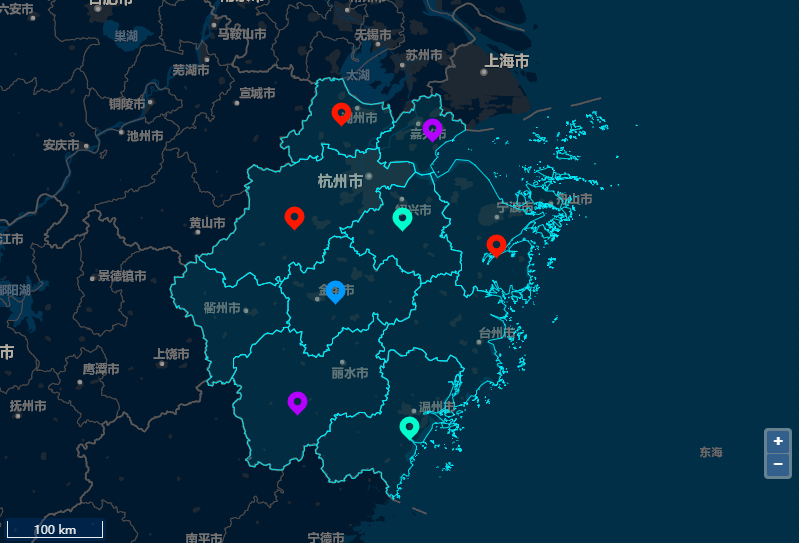 六安市
合肥市
巢湖
马鞍山市
无锡市
苏州市
上海市
芜湖市
太湖
宣城市
铜陵市
湖州市
池州市
嘉兴市
安庆市
杭州市
舟山市
绍兴市
宁波市
黄山市
江市
景德镇市
鄱阳湖
金华市
衢州市
台州市
市
上饶市
鹰潭市
丽水市
抚州市
温州市
东海
+
−
100 km
南平市
宁德市